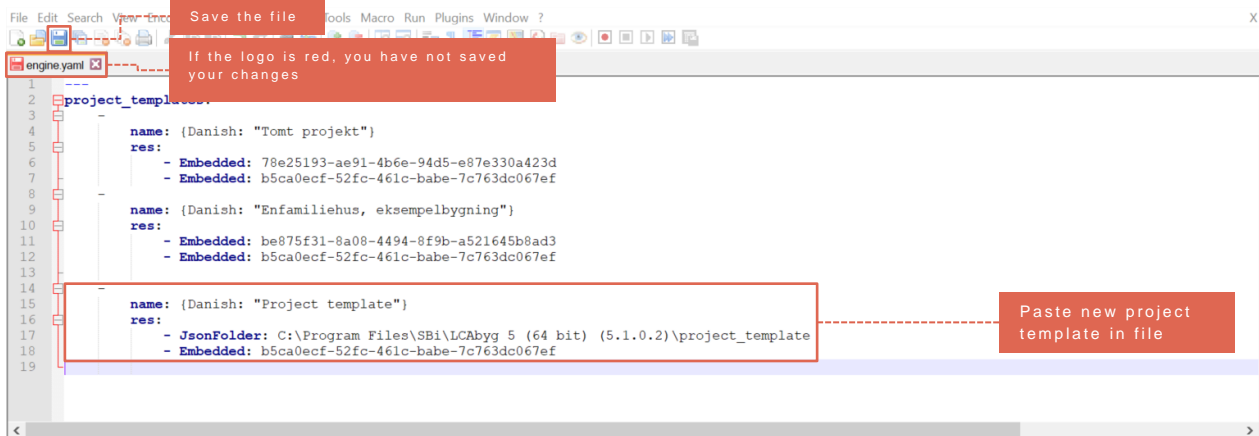 File Edit Search View Enco Tools Macro Run Plugins Window ? X
Save the file
engine.yaml
If the logo is red, you have not saved
your changes
1 ---
2 project_templates:
3 -
4 name: {Danish: "Tomt projekt"}
5 res:
6 - Embedded: 78e25193-ae91-4b6e-94d5-e87e330a423d
7 - Embedded: b5ca0ecf-52fc-461c-babe-7c763dc067ef
8 -
9 name: {Danish: "Enfamiliehus, eksempelbygning"}
10 res:
11 - Embedded: be875f31-8a08-4494-8f9b-a521645b8ad3
12 - Embedded: b5ca0ecf-52fc-461c-babe-7c763dc067ef
13
14 -
15 name: {Danish: "Project template"}
16 res:
17 - JsonFolder: C:\Program Files\SBi\LCAbyg 5 (64 bit) (5.1.0.2)\project_template
18 - Embedded: b5ca0ecf-52fc-461c-babe-7c763dc067ef
19
Paste new project
template in file